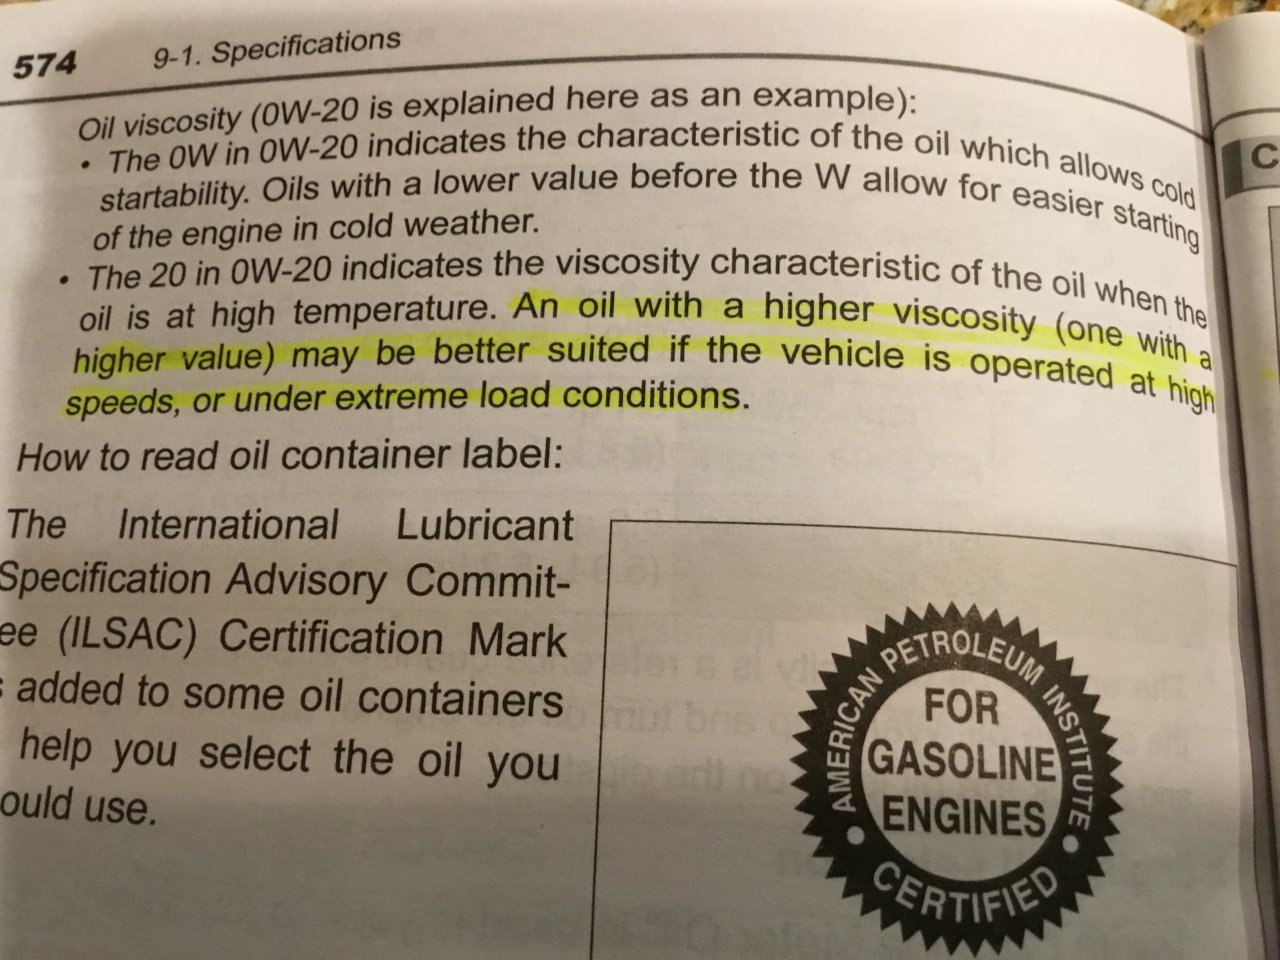 574 9-1. Specifications
Oil viscosity (0W-20 is explained here as an example):
• The 0W in 0W-20 indicates the characteristic of the oil which allows cold
startability. Oils with a lower value before the W allow for easier starting
of the engine in cold weather.
• The 20 in 0W-20 indicates the viscosity characteristic of the oil when the
oil is at high temperature. An oil with a higher viscosity (one with a
higher value) may be better suited if the vehicle is operated at high
speeds, or under extreme load conditions.
How to read oil container label:
The International Lubricant
Specification Advisory Commit-
ee (ILSAC) Certification Mark
s added to some oil containers
help you select the oil you
ould use.
AMERICAN PETROLEUM INSTITUTE
FOR
GASOLINE
ENGINES
CERTIFIED
C